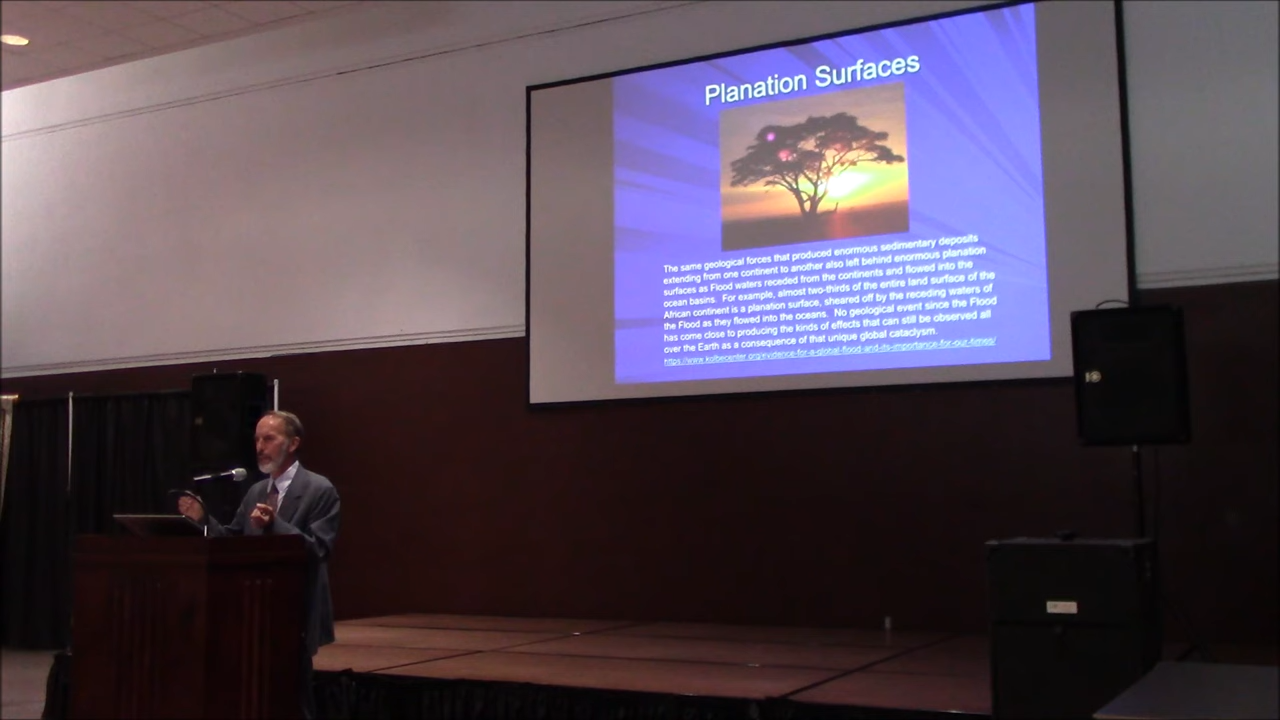 Planation Surfaces
The same geological forces that produced enormous sedimentary deposits
extending from one continent to another also left behind enormous planation
surfaces as Flood waters receded from the continents and flowed into the
ocean basins. For example, almost two-thirds of the entire land surface of the
African continent is a planation surface, sheared off by the receding waters of
the Flood as they flowed into the oceans. No geological event since the Flood
has come close to producing the kinds of effects that can still be observed all
over the Earth as a consequence of that unique global cataclysm.
https://www.kolbecenter.org/evidence-for-a-global-flood-and-its-importance-for-our-times/